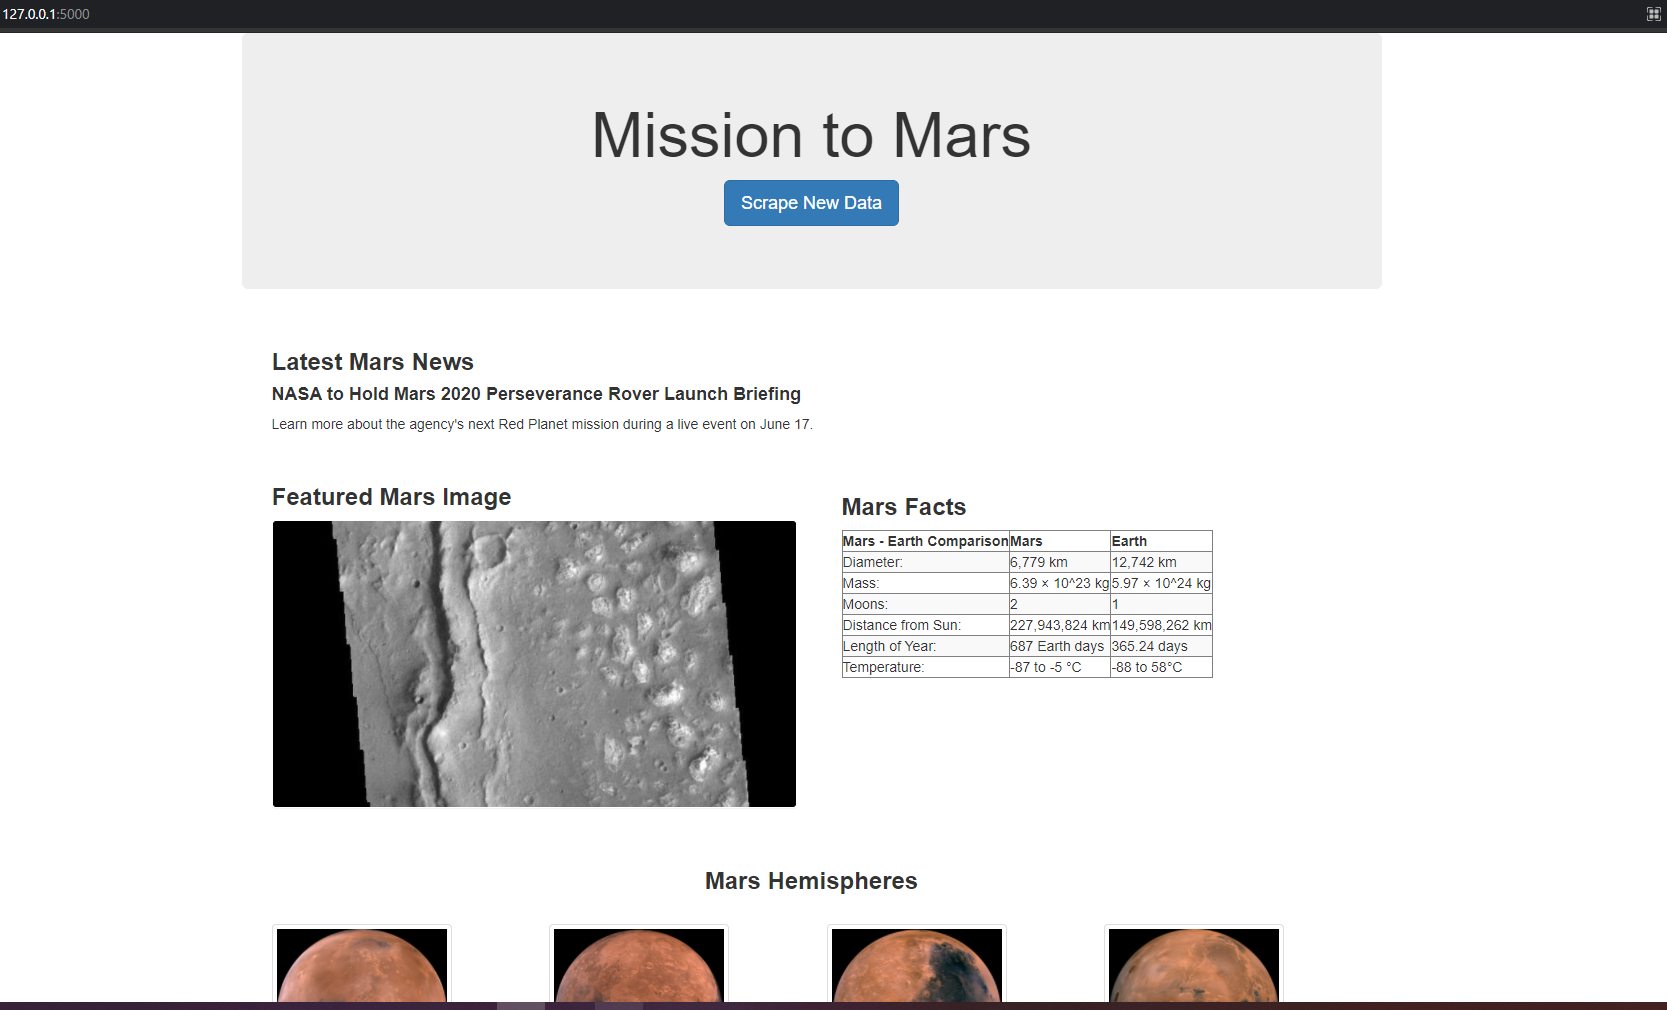 127.0.0.1:5000
Mission to Mars
Scrape New Data
Latest Mars News
NASA to Hold Mars 2020 Perseverance Rover Launch Briefing
Learn more about the agency's next Red Planet mission during a live event on June 17.
Featured Mars Image
Mars Facts
Mars - Earth Comparison Mars Earth
Diameter: 6,779 km 12,742 km
Mass: 6.39 × 10^23 kg 5.97 × 10^24 kg
Moons: 2 1
Distance from Sun: 227,943,824 km 149,598,262 km
Length of Year: 687 Earth days 365.24 days
Temperature: -87 to -5 °C -88 to 58°C
Mars Hemispheres